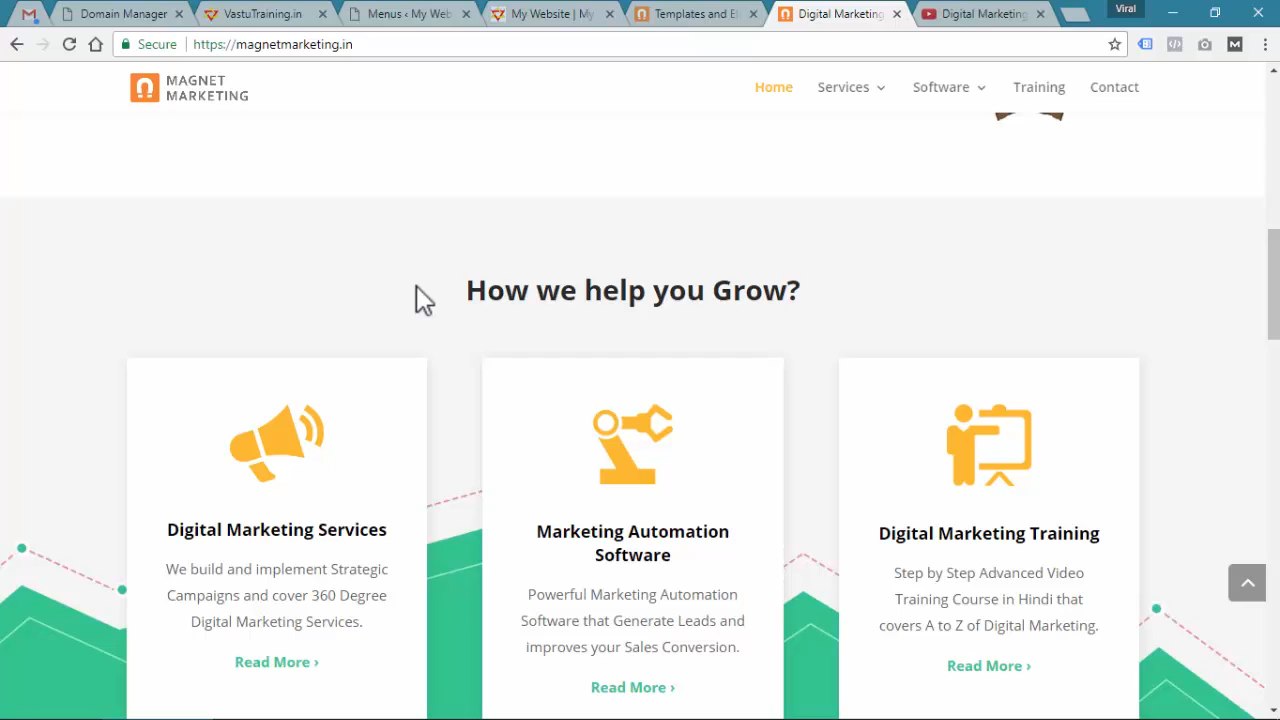 Domain Manager
VastuTraining.in
Menus ‹ My Web
My Website | My
Templates and El
Digital Marketing
Digital Marketing
Viral
Secure
https://magnetmarketing.in
MAGNET
MARKETING
Home
Services
Software
Training
Contact
How we help you Grow?
Digital Marketing Services
We build and implement Strategic
Campaigns and cover 360 Degree
Digital Marketing Services.
Read More ›
Marketing Automation
Software
Powerful Marketing Automation
Software that Generate Leads and
improves your Sales Conversion.
Read More ›
Digital Marketing Training
Step by Step Advanced Video
Training Course in Hindi that
covers A to Z of Digital Marketing.
Read More ›